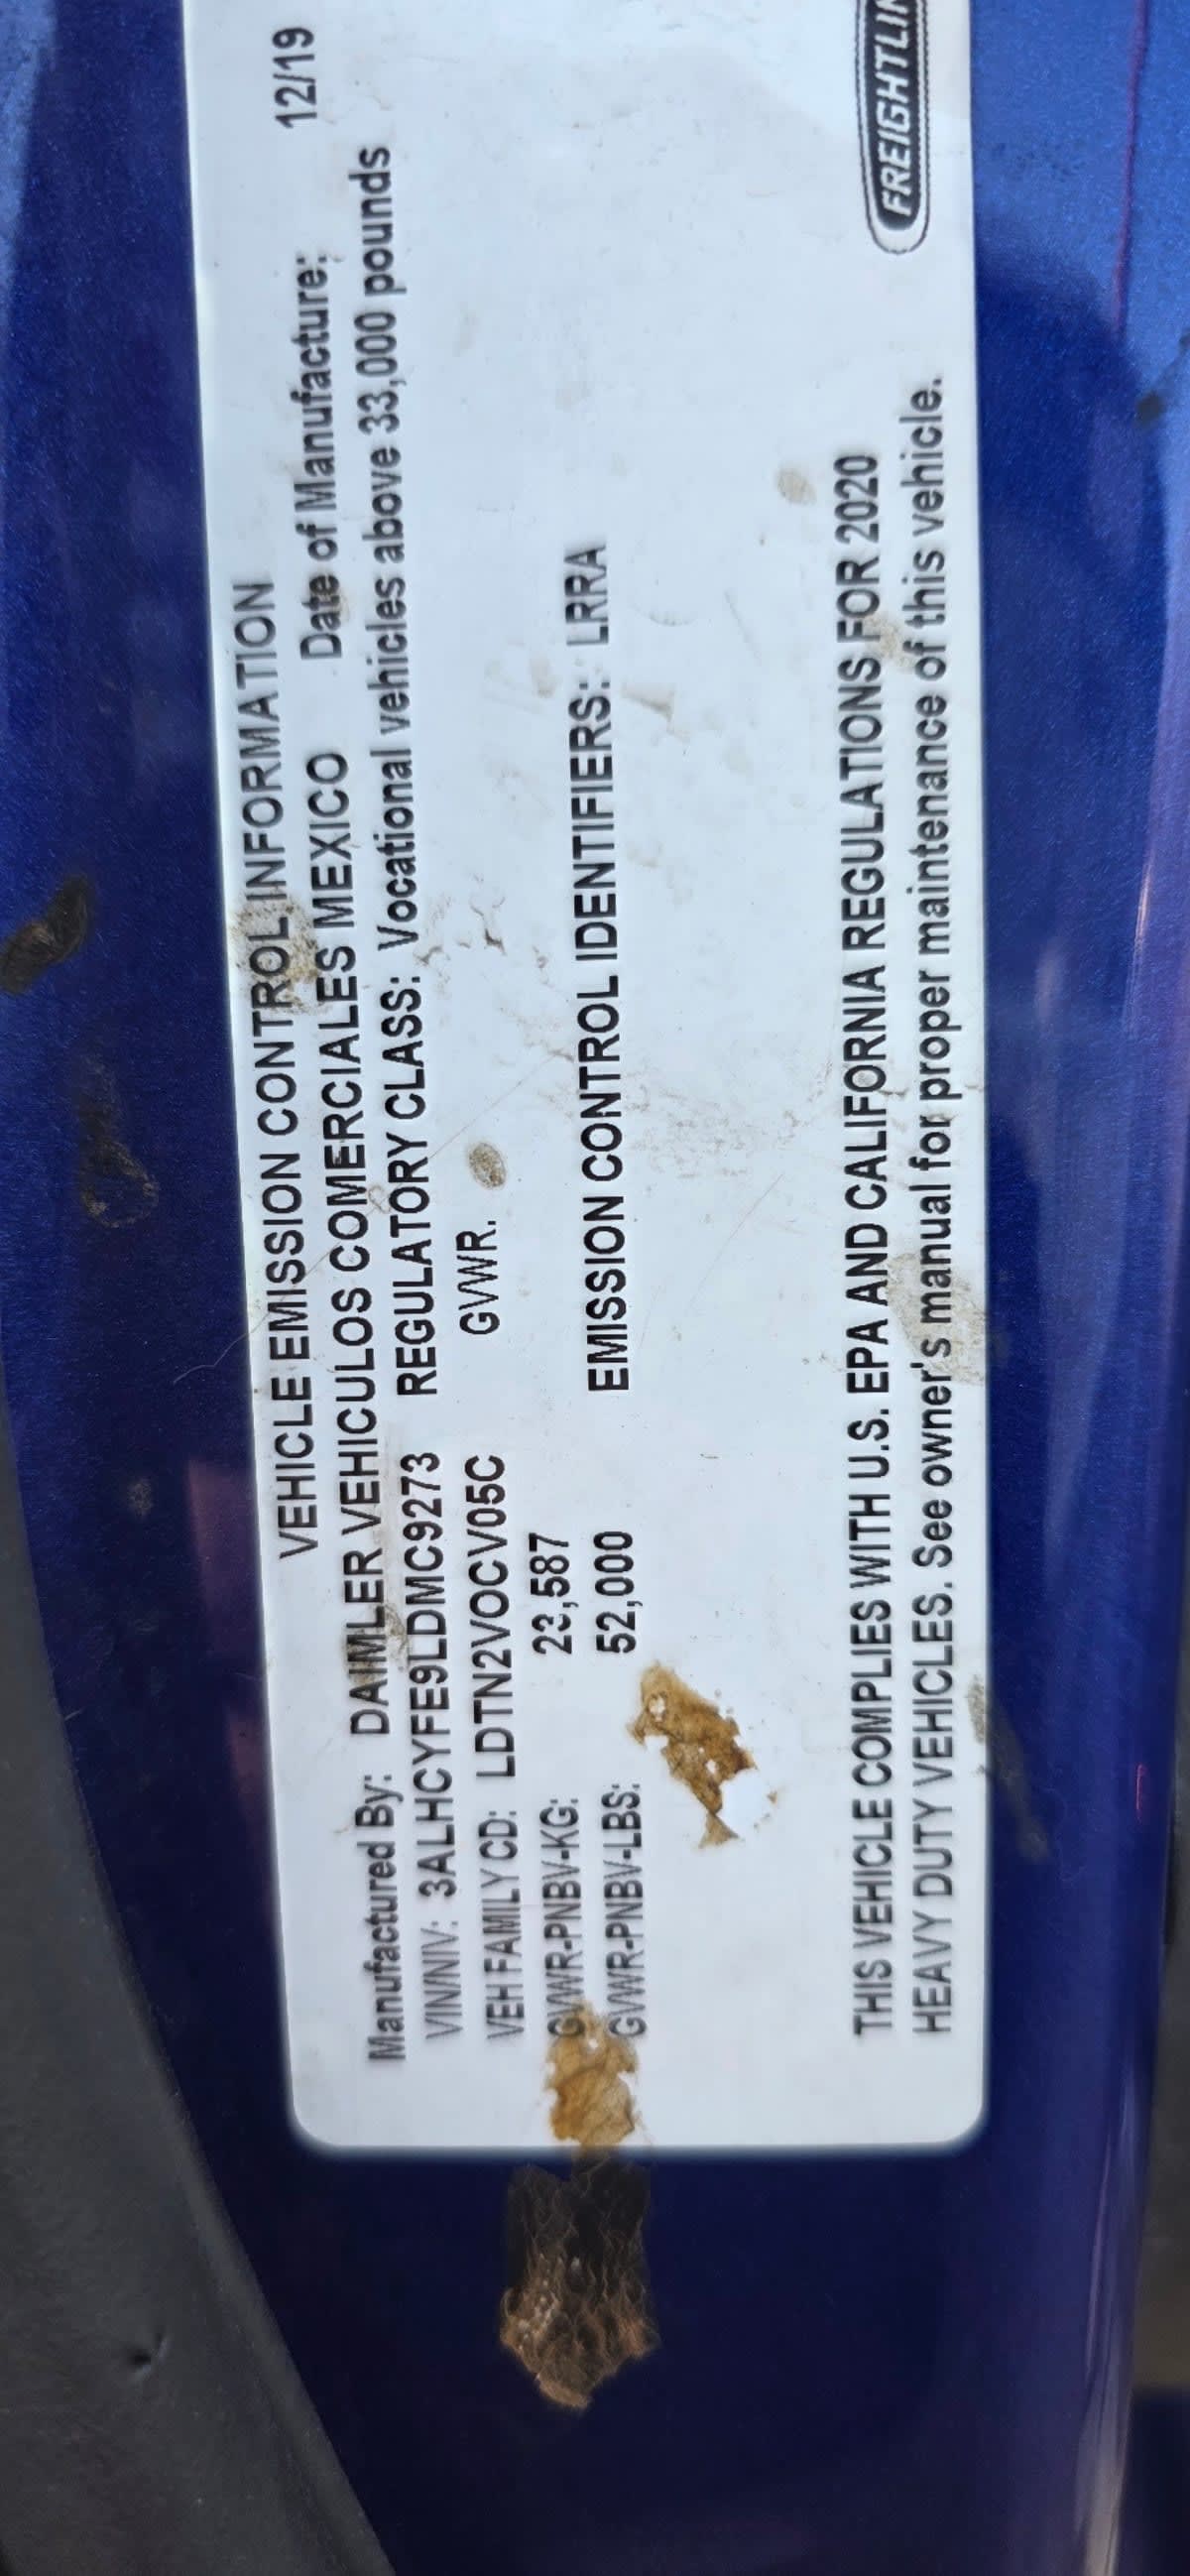 VEHICLE EMISSION CONTROL INFORMATION
Manufactured By: DAIMLER VEHICULOS COMERCIALES MEXICO Date of Manufacture: 12/19
VIN/NIV: 3ALHCYFE9LDMC9273 REGULATORY CLASS: Vocational vehicles above 33,000 pounds
VEH FAMILY CD: LDTN2VOCV05C GVWR.
GVWR-PNBV-KG: 23,587
GVWR-PNBV-LBS: 52,000 EMISSION CONTROL IDENTIFIERS: LRRA
THIS VEHICLE COMPLIES WITH U.S. EPA AND CALIFORNIA REGULATIONS FOR 2020
HEAVY DUTY VEHICLES. See owner's manual for proper maintenance of this vehicle.
FREIGHTLIN